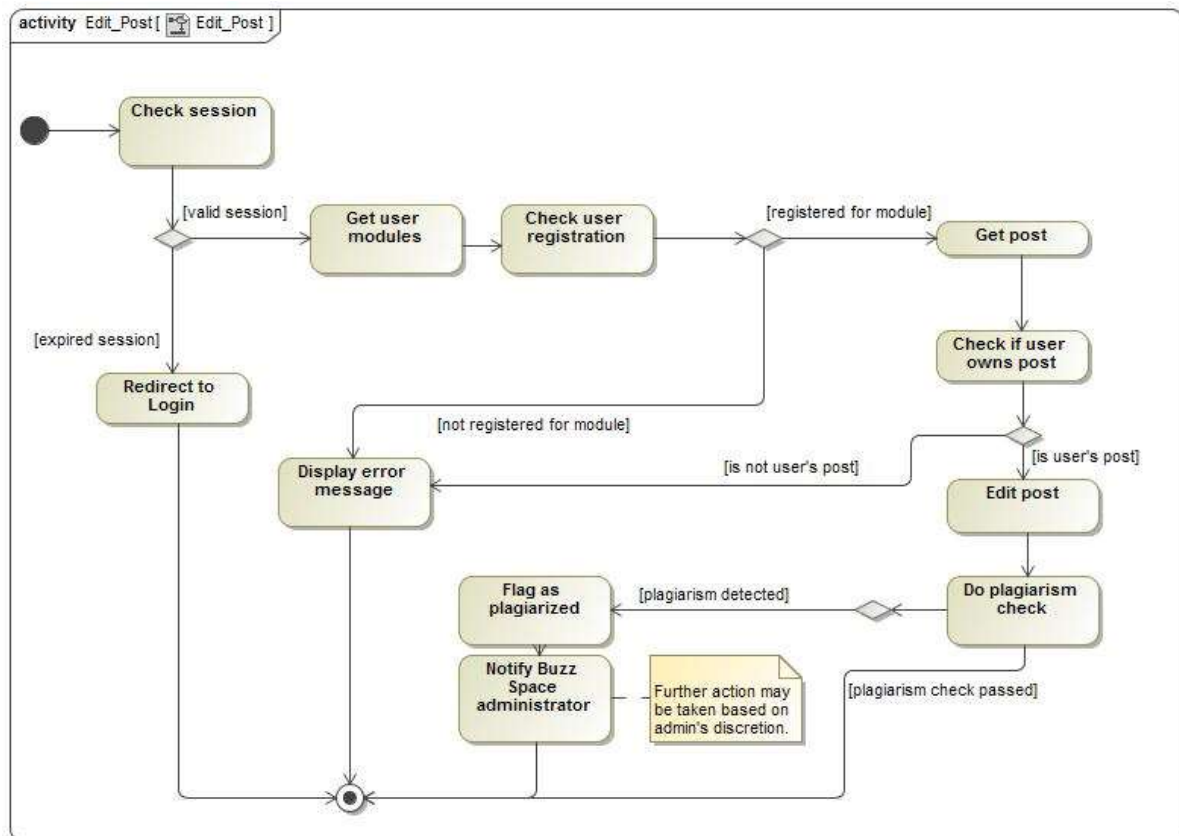 activity Edit_Post [ Edit_Post ]
Check session
[valid session]
Get user
modules
Check user
registration
[registered for module]
Get post
[expired session]
Check if user
owns post
Redirect to
Login
[not registered for module]
[is not user's post]
[is user's post]
Display error
message
Edit post
Flag as
plagiarized
[plagiarism detected]
Do plagiarism
check
Notify Buzz
Space
administrator
Further action may
be taken based on
admin's discretion.
[plagiarism check passed]